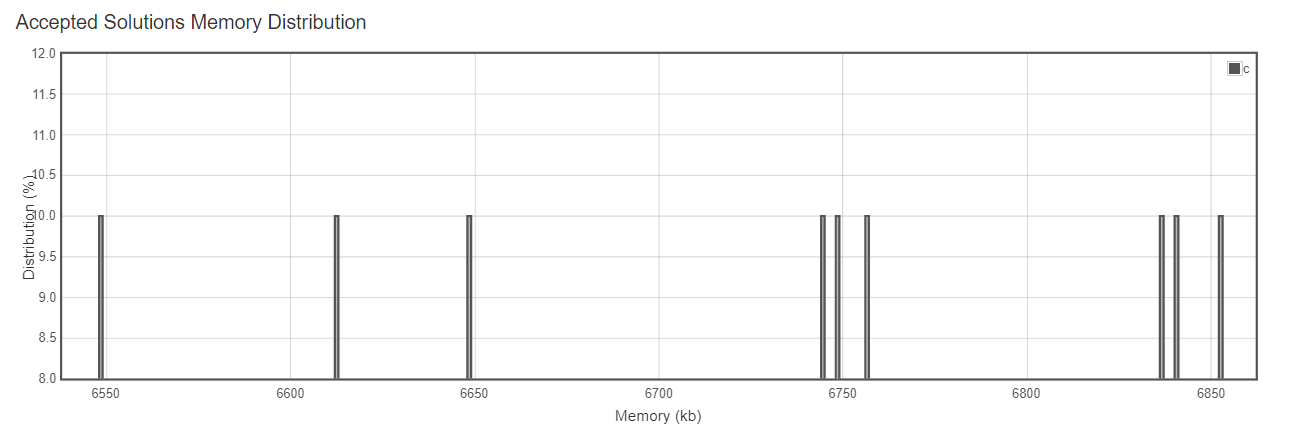 Accepted Solutions Memory Distribution
c
Distribution (%)
12.0
11.5
11.0
10.5
10.0
9.5
9.0
8.5
8.0
6550 6600 6650 6700 6750 6800 6850
Memory (kb)